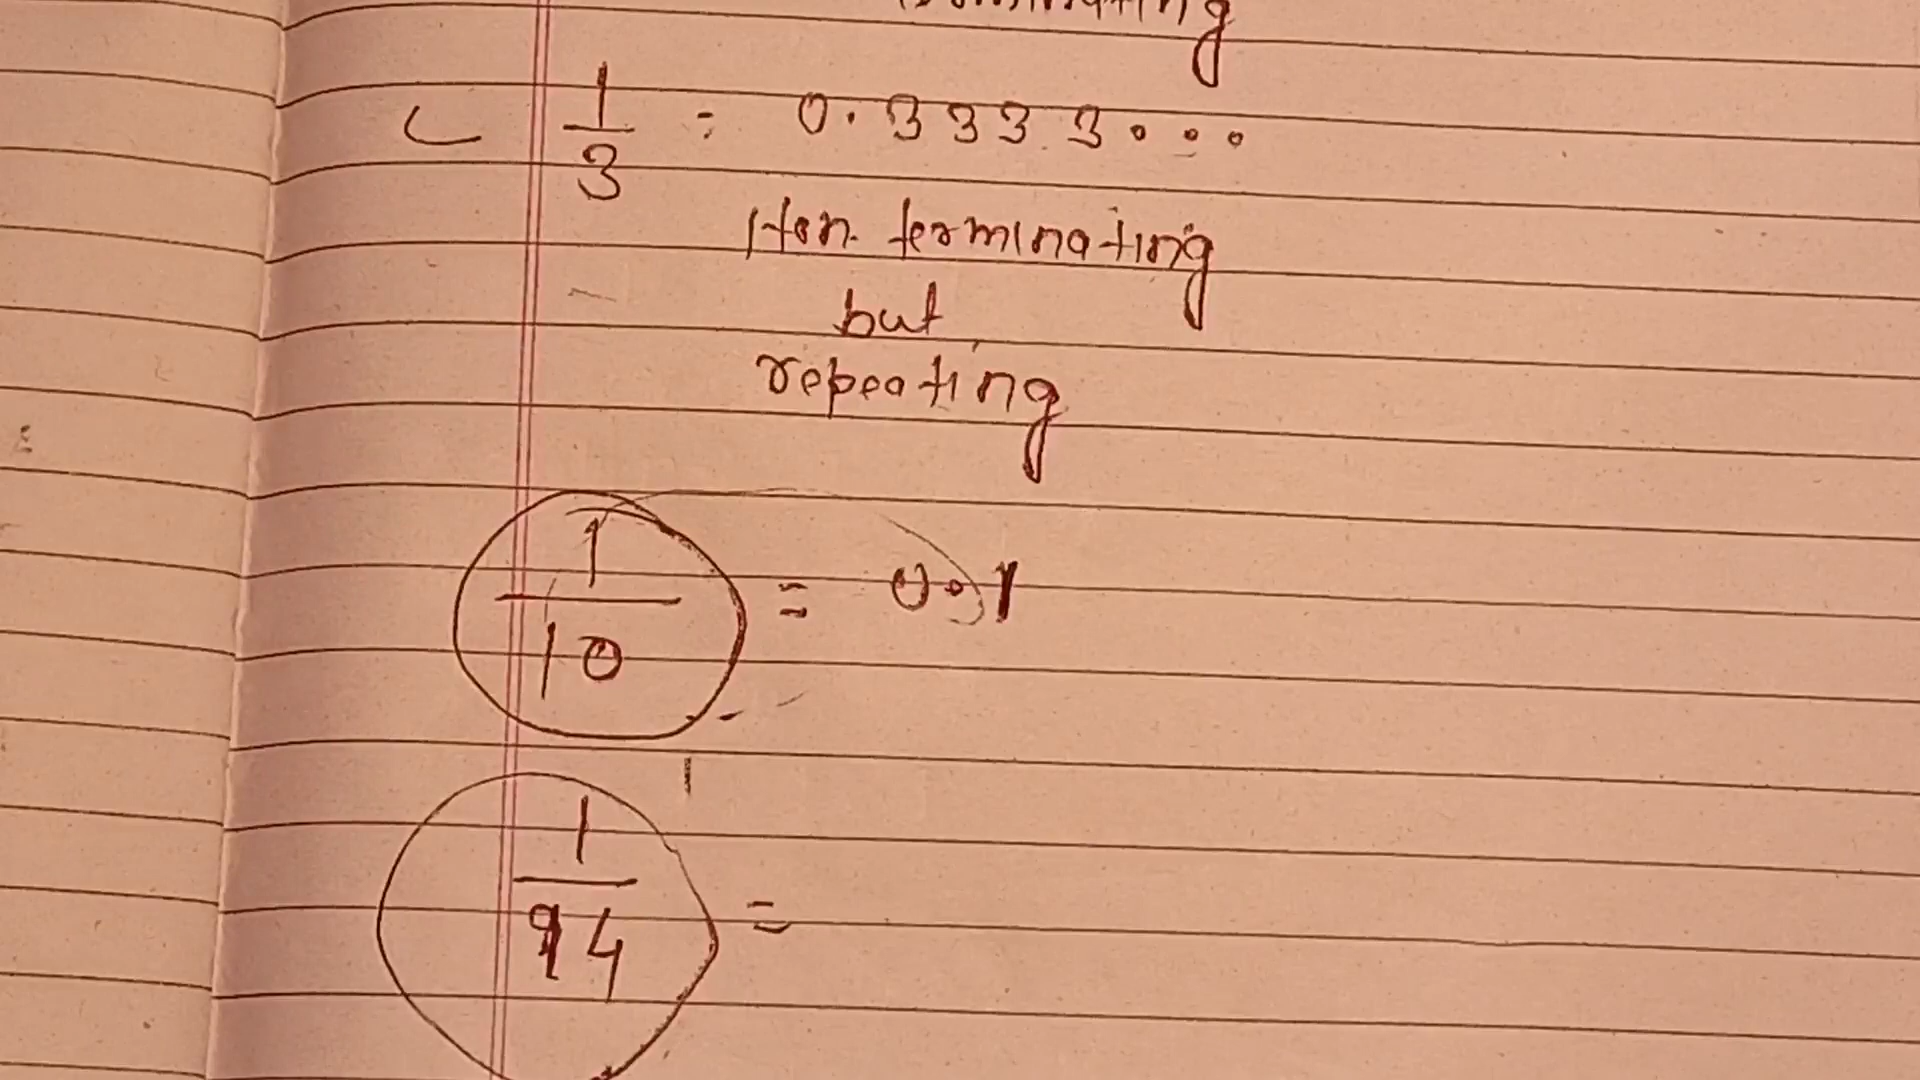 1/3 = 0.3333...
Non terminating
but
repeating
1/10 = 0.1
1/94 =